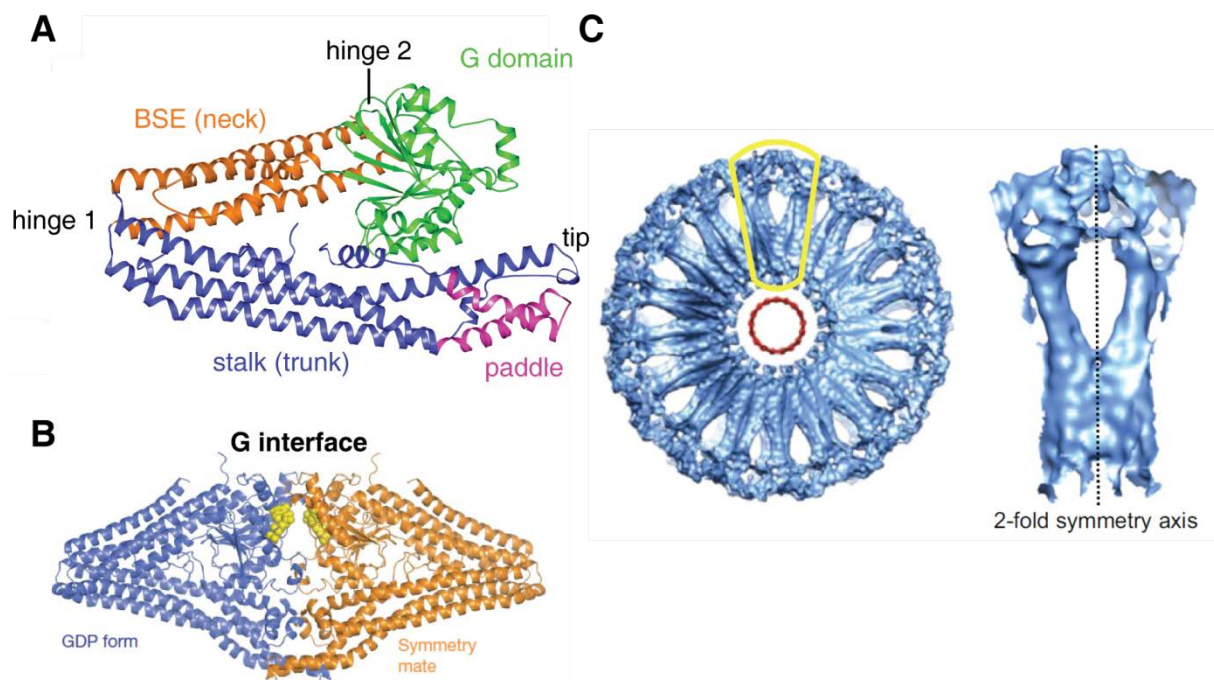 A
hinge 2
G domain
BSE (neck)
hinge 1
tip
stalk (trunk)
paddle
B
G interface
GDP form
Symmetry
mate
C
2-fold symmetry axis